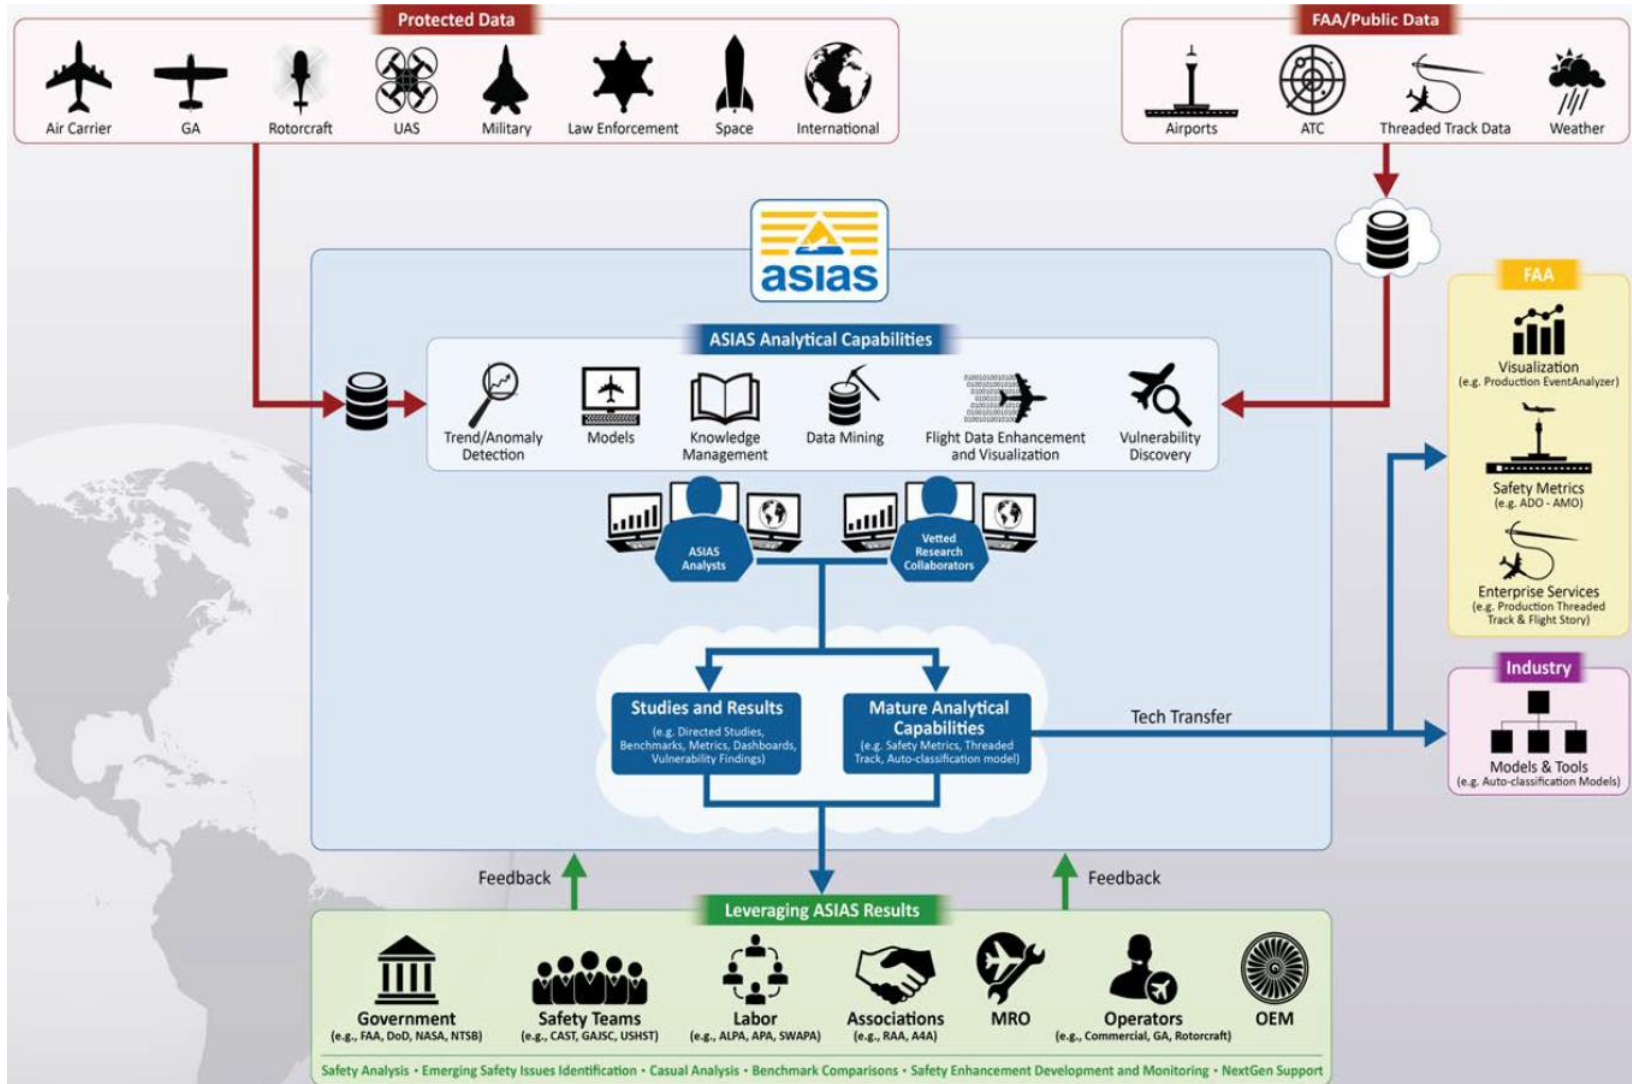 Protected Data
Air Carrier
GA
Rotorcraft
UAS
Military
Law Enforcement
Space
International
FAA/Public Data
Airports
ATC
Threaded Track Data
Weather
asias
ASIAS Analytical Capabilities
Trend/Anomaly
Detection
Models
Knowledge
Management
Data Mining
Flight Data Enhancement
and Visualization
Vulnerability
Discovery
ASIAS
Analysts
Vetted
Research
Collaborators
Studies and Results
(e.g. Directed Studies,
Benchmarks, Metrics, Dashboards,
Vulnerability Findings)
Mature Analytical
Capabilities
(e.g. Safety Metrics, Threaded
Track, Auto-classification model)
Tech Transfer
FAA
Visualization
(e.g. Production EventAnalyzer)
Safety Metrics
(e.g. ADO - AMO)
Enterprise Services
(e.g. Production Threaded
Track & Flight Story)
Industry
Models & Tools
(e.g. Auto-classification Models)
Feedback
Feedback
Leveraging ASIAS Results
Government
(e.g., FAA, DoD, NASA, NTSB)
Safety Teams
(e.g., CAST, GAJSC, USHST)
Labor
(e.g., ALPA, APA, SWAPA)
Associations
(e.g., RAA, A4A)
MRO
Operators
(e.g., Commercial, GA, Rotorcraft)
OEM
Safety Analysis • Emerging Safety Issues Identification • Casual Analysis • Benchmark Comparisons • Safety Enhancement Development and Monitoring • NextGen Support